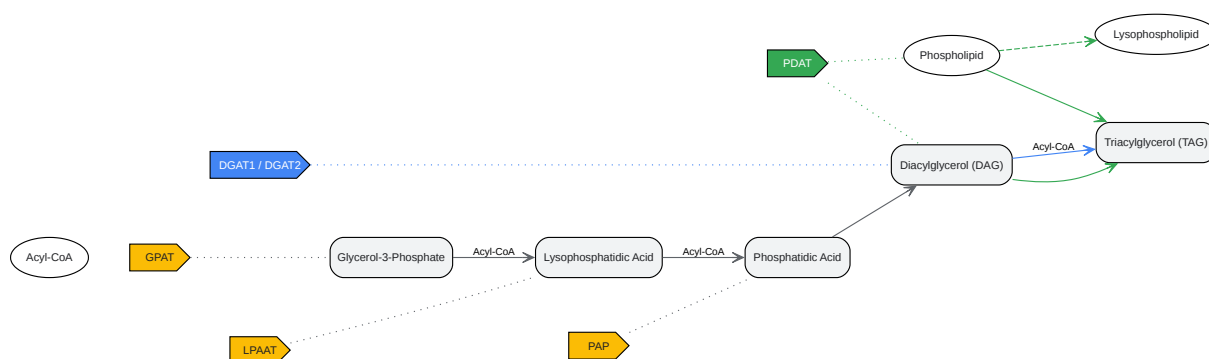 Lysophospholipid
Phospholipid
PDAT
Acyl-CoA
Triacylglycerol (TAG)
DGAT1 / DGAT2
Diacylglycerol (DAG)
Acyl-CoA
GPAT
Glycerol-3-Phosphate
Acyl-CoA
Lysophosphatidic Acid
Acyl-CoA
Phosphatidic Acid
LPAAT
PAP